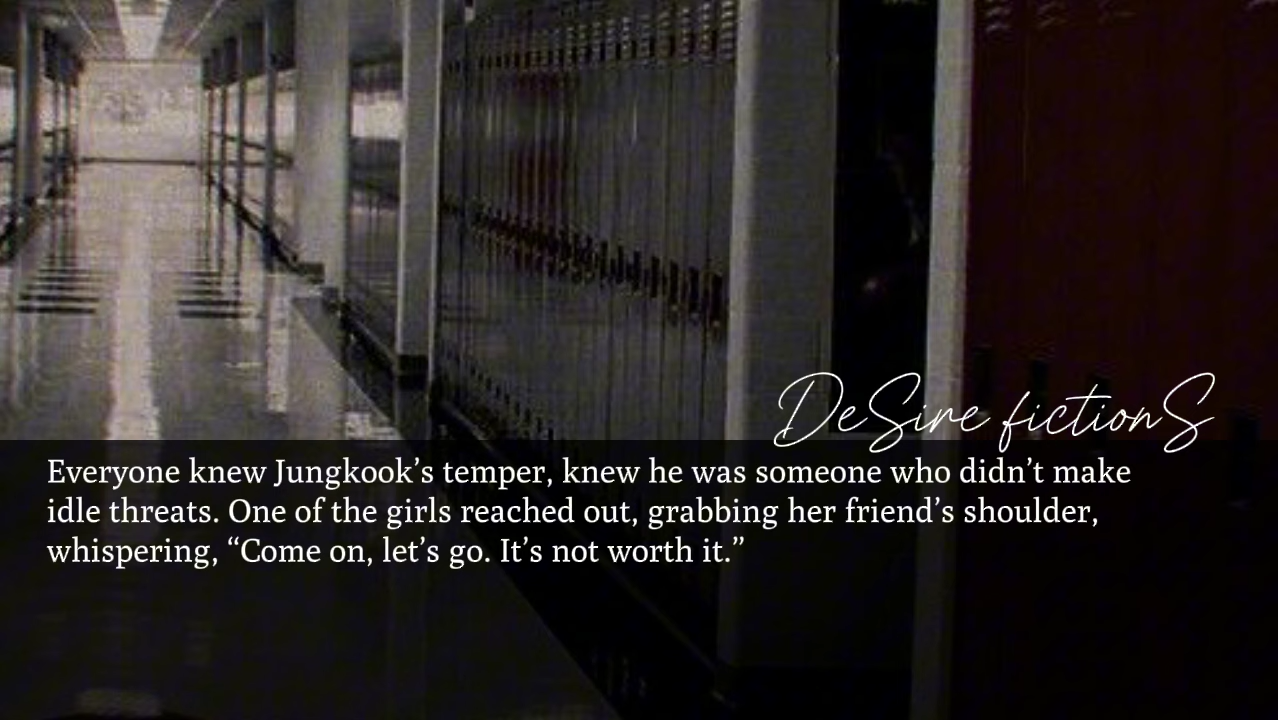 DeSire fictionS
Everyone knew Jungkook’s temper, knew he was someone who didn’t make
idle threats. One of the girls reached out, grabbing her friend’s shoulder,
whispering, “Come on, let’s go. It’s not worth it.”